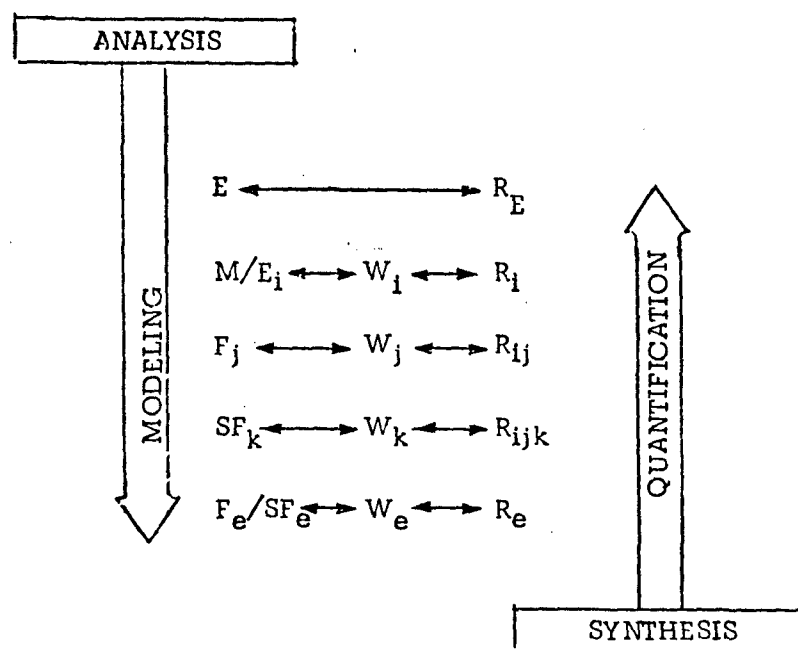 ANALYSIS
E R_E
M/E_i W_i R_i
F_j W_j R_ij
SF_k W_k R_ijk
F_e/SF_e W_e R_e
MODELING
QUANTIFICATION
SYNTHESIS